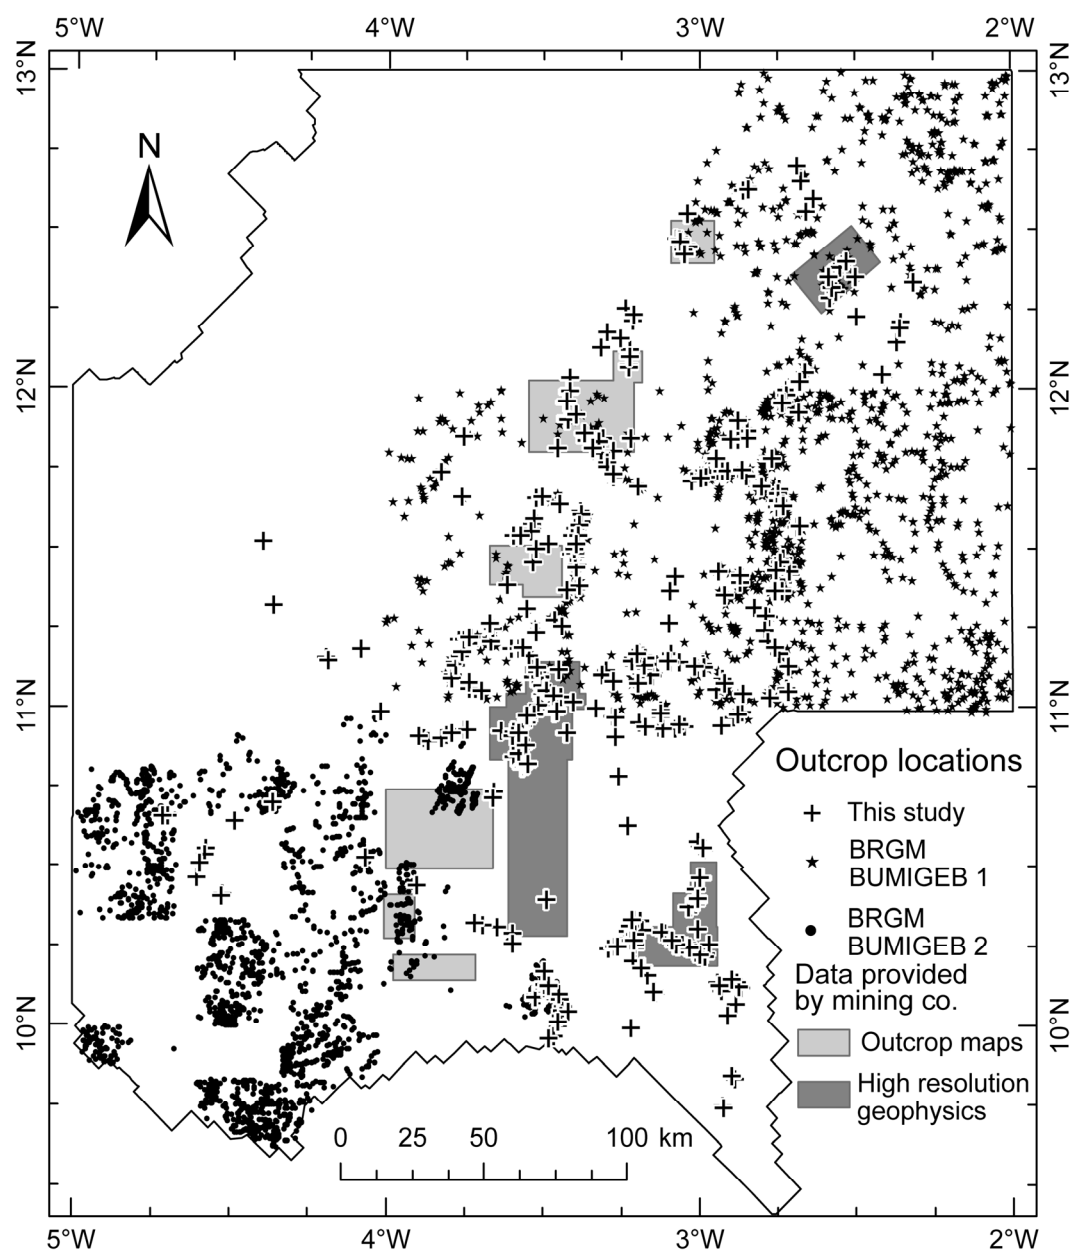 5°W 4°W 3°W 2°W
13°N 13°N
N
12°N 12°N
11°N 11°N
Outcrop locations
This study
BRGM
BUMIGEB 1
BRGM
BUMIGEB 2
Data provided
by mining co.
10°N 10°N
Outcrop maps
High resolution
geophysics
0 25 50 100 km
5°W 4°W 3°W 2°W